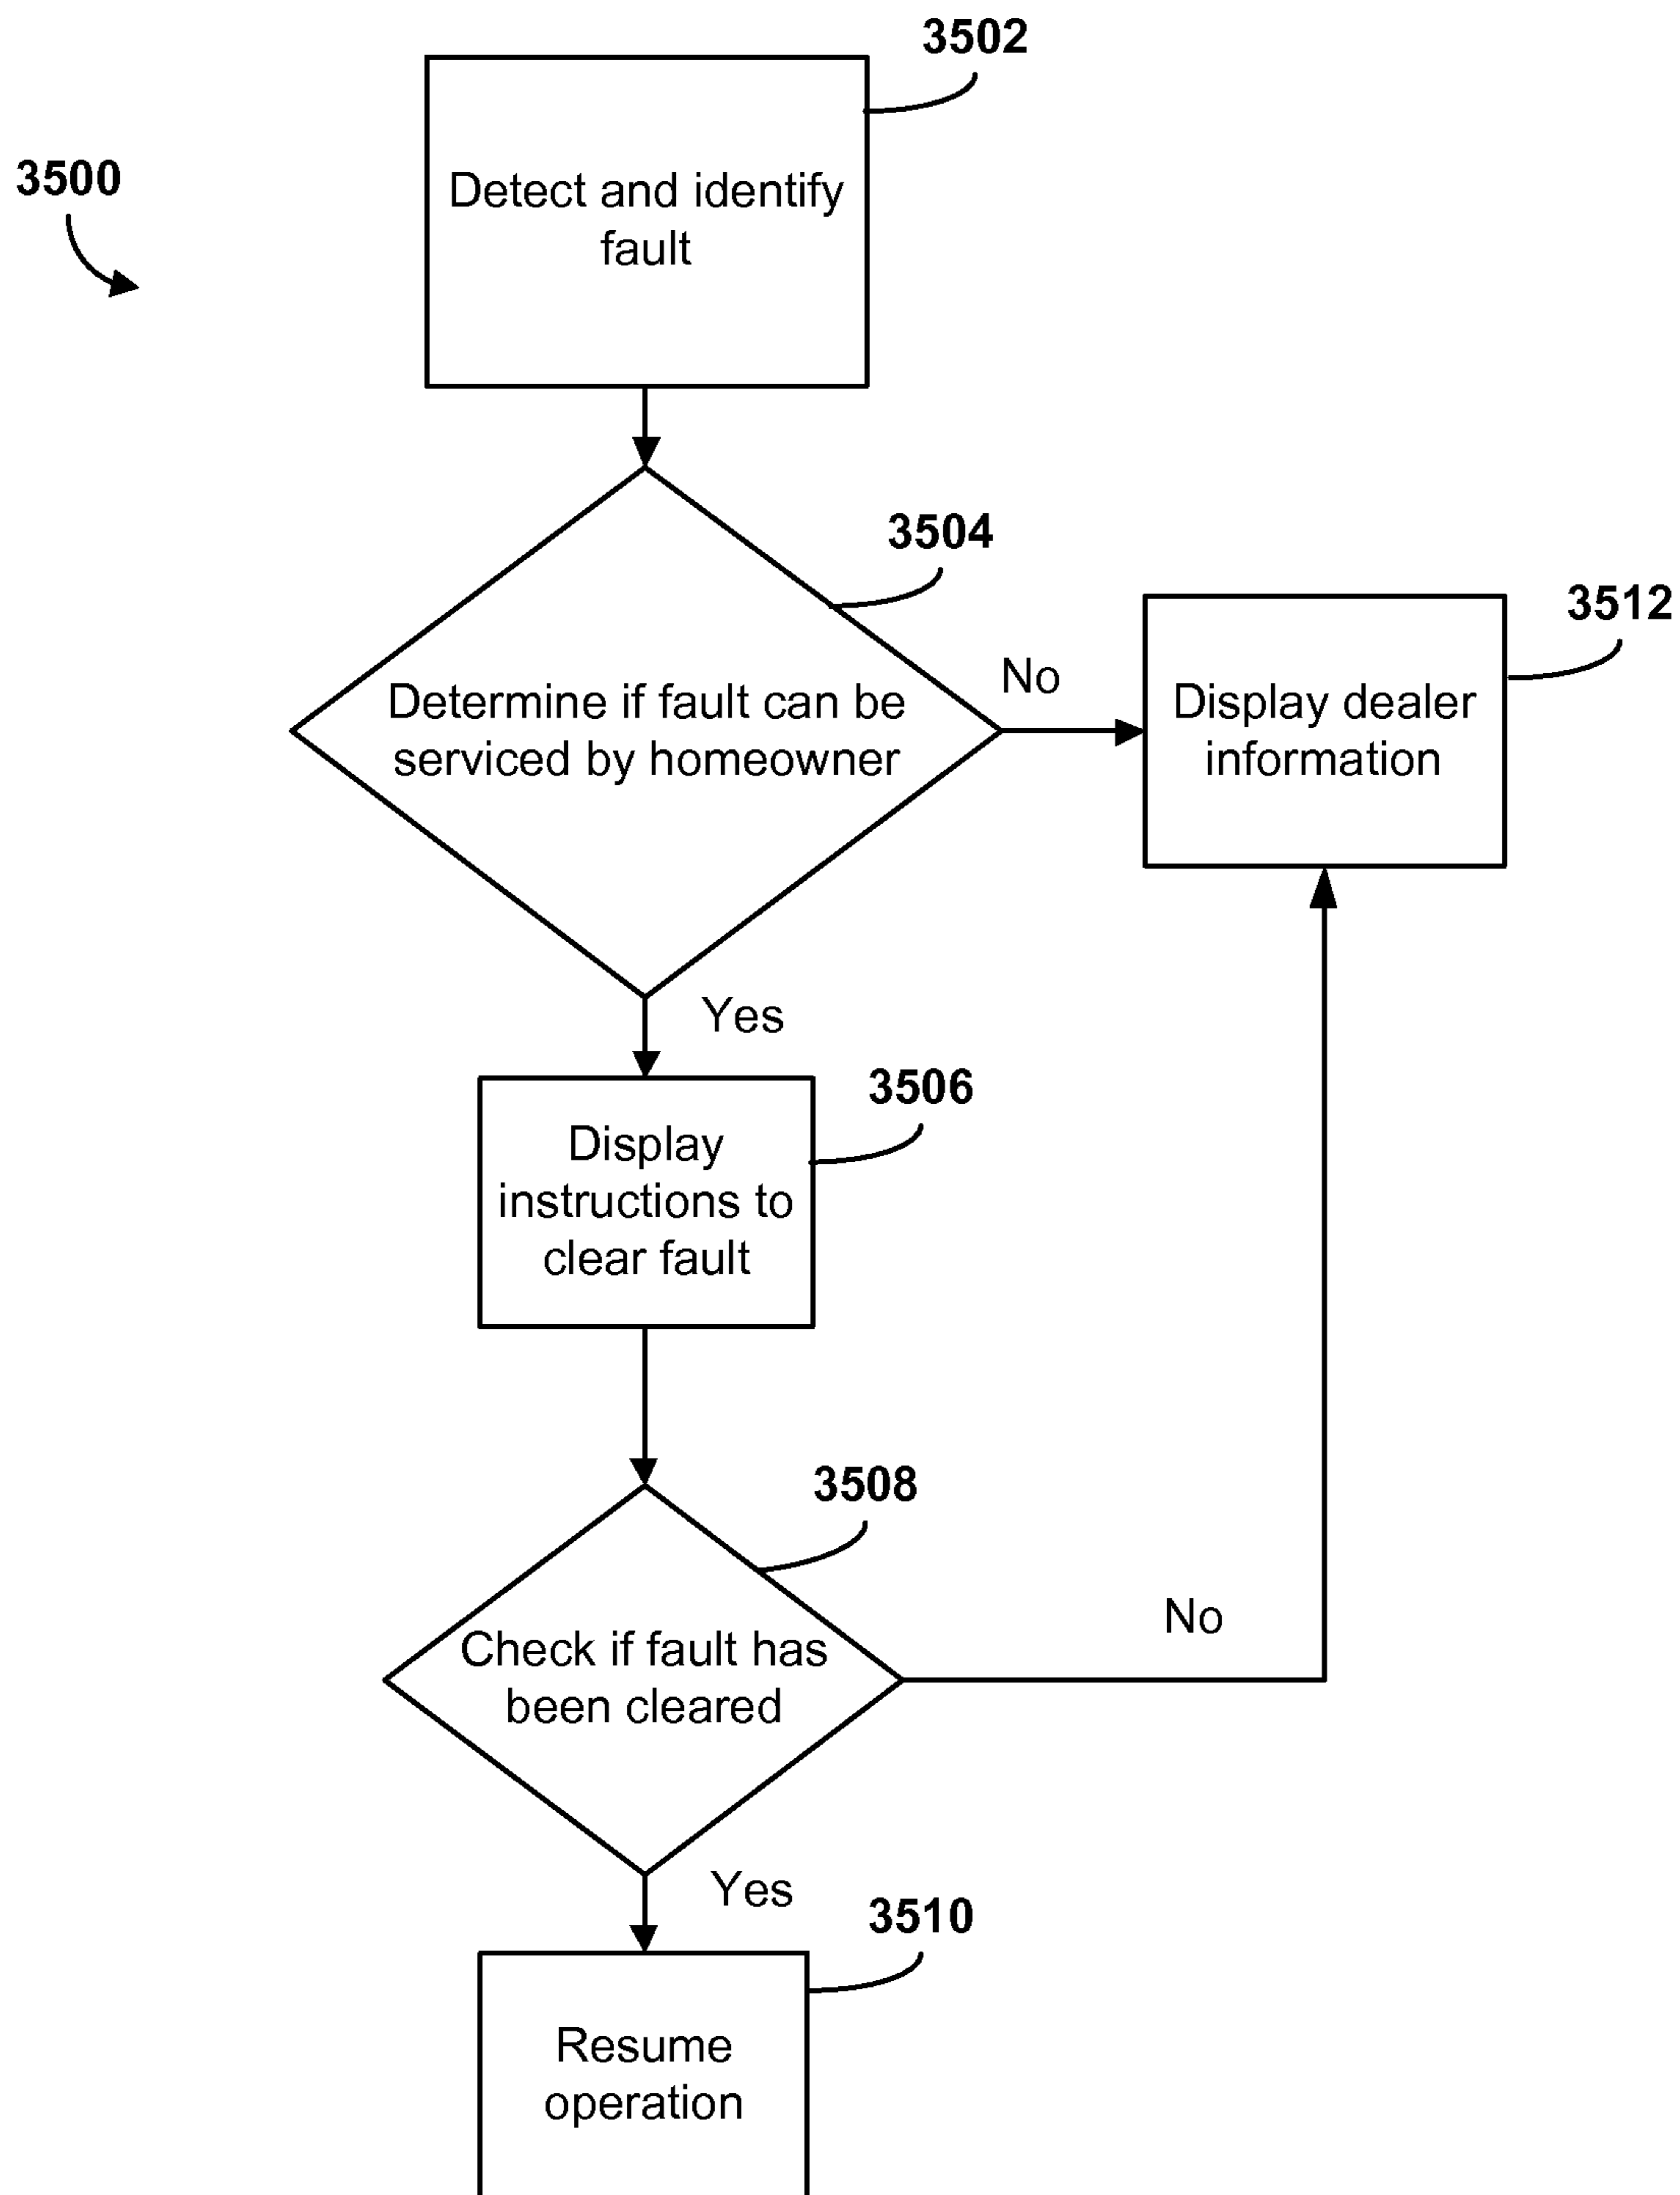 3502
3500
Detect and identify
fault
3504
3512
Determine if fault can be
serviced by homeowner
No
Display dealer
information
Yes
3506
Display
instructions to
clear fault
3508
Check if fault has
been cleared
No
Yes
3510
Resume
operation